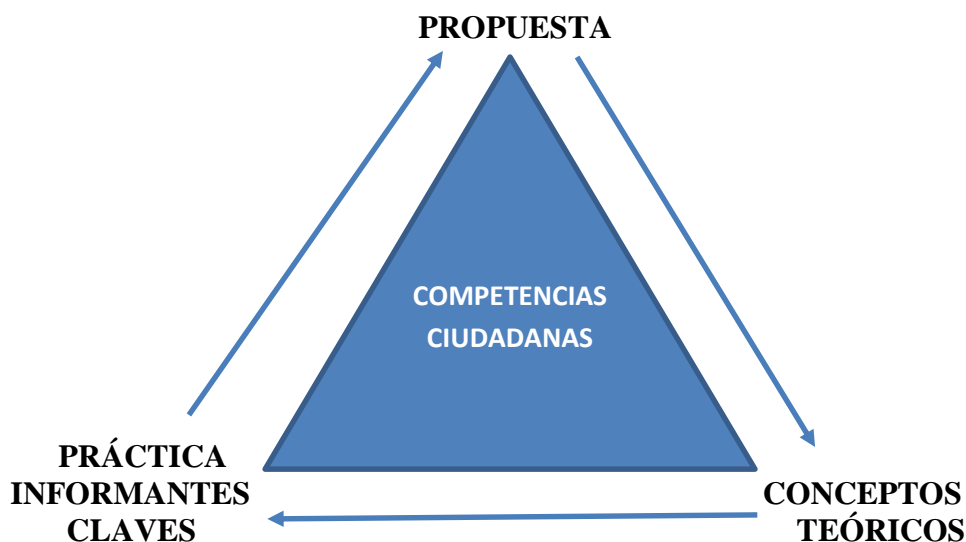 PROPUESTA
COMPETENCIAS
CIUDADANAS
PRÁCTICA
INFORMANTES
CLAVES
CONCEPTOS
TEÓRICOS